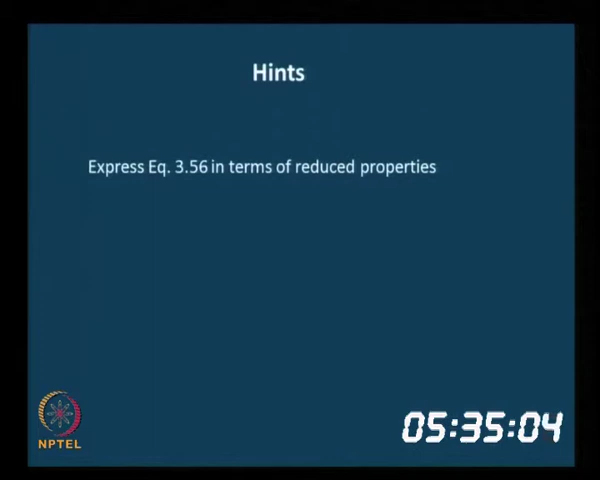 Hints
Express Eq. 3.56 in terms of reduced properties
NPTEL
05:35:04